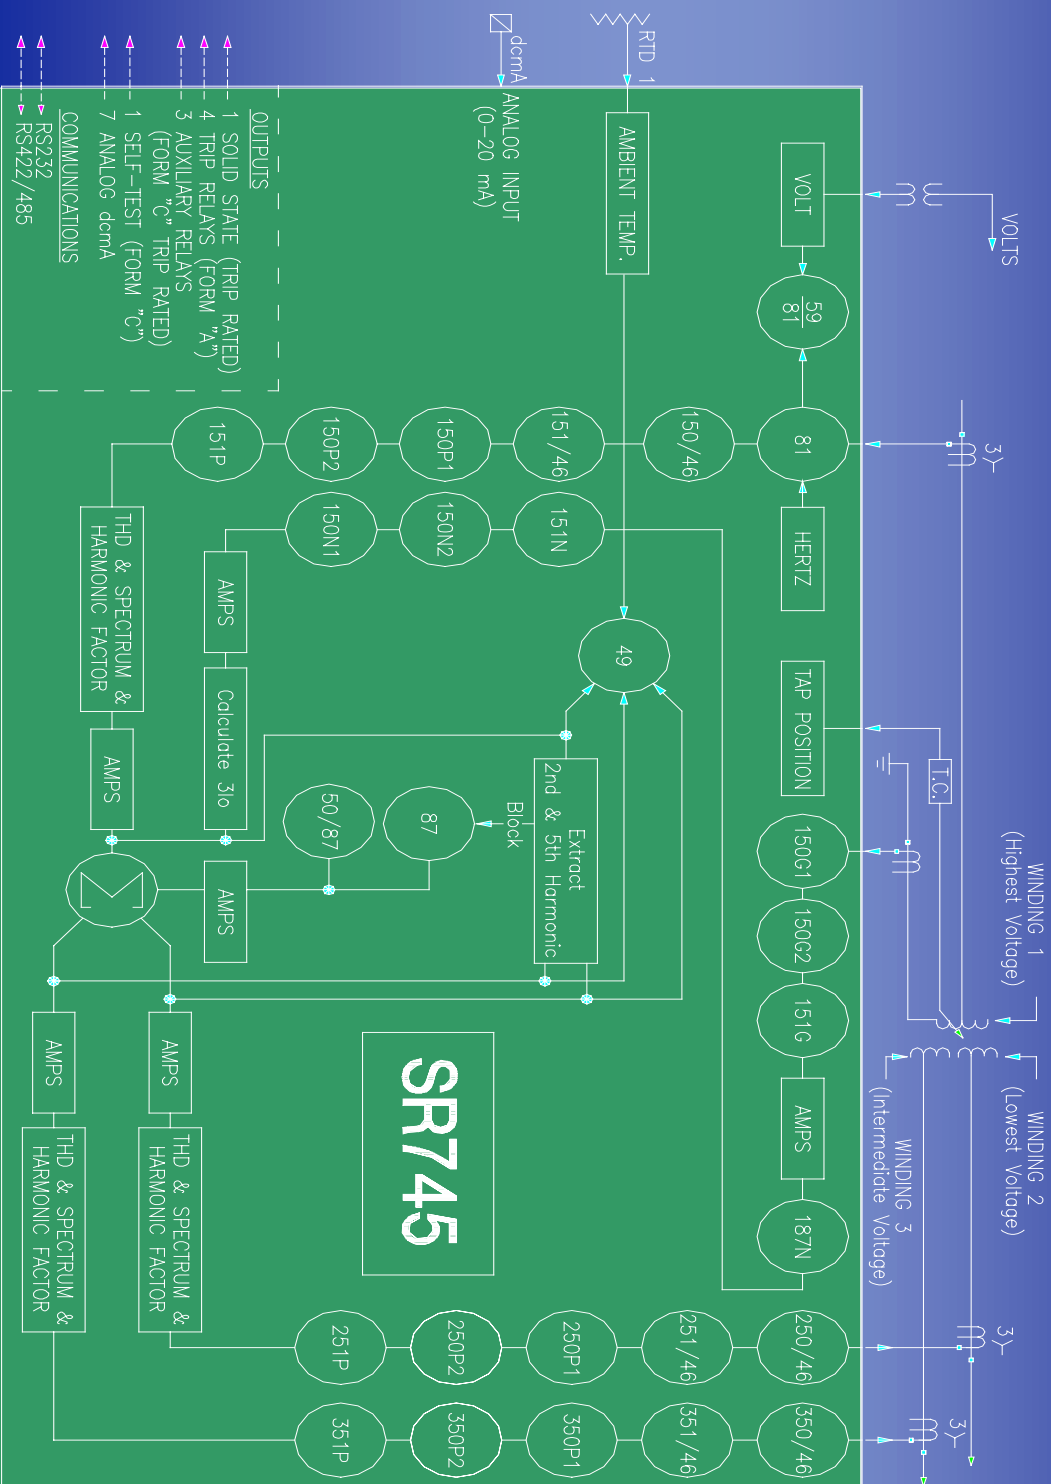 WINDING 1
(Highest Voltage)
WINDING 2
(Lowest Voltage)
WINDING 3
(Intermediate Voltage)
VOLTS
3Y
T.C.
3Y
3Y
VOLT
59
81
81
HERTZ
TAP POSITION
150G1
150G2
151G
AMPS
187N
250/46
350/46
150/46
251/46
351/46
RTD 1
AMBIENT TEMP.
49
dcmA
ANALOG INPUT
(0-20 mA)
151/46
151N
Extract
2nd & 5th Harmonic
Block
250P1
350P1
150P1
150N2
87
SR745
250P2
350P2
150P2
150N1
50/87
251P
351P
151P
AMPS
Calculate 3Io
AMPS
THD & SPECTRUM &
HARMONIC FACTOR
AMPS
Σ
AMPS
THD & SPECTRUM &
HARMONIC FACTOR
AMPS
THD & SPECTRUM &
HARMONIC FACTOR
OUTPUTS
1 SOLID STATE (TRIP RATED)
4 TRIP RELAYS (FORM "A")
3 AUXILIARY RELAYS
(FORM "C" TRIP RATED)
1 SELF-TEST (FORM "C")
7 ANALOG dcmA
COMMUNICATIONS
RS232
RS422/485